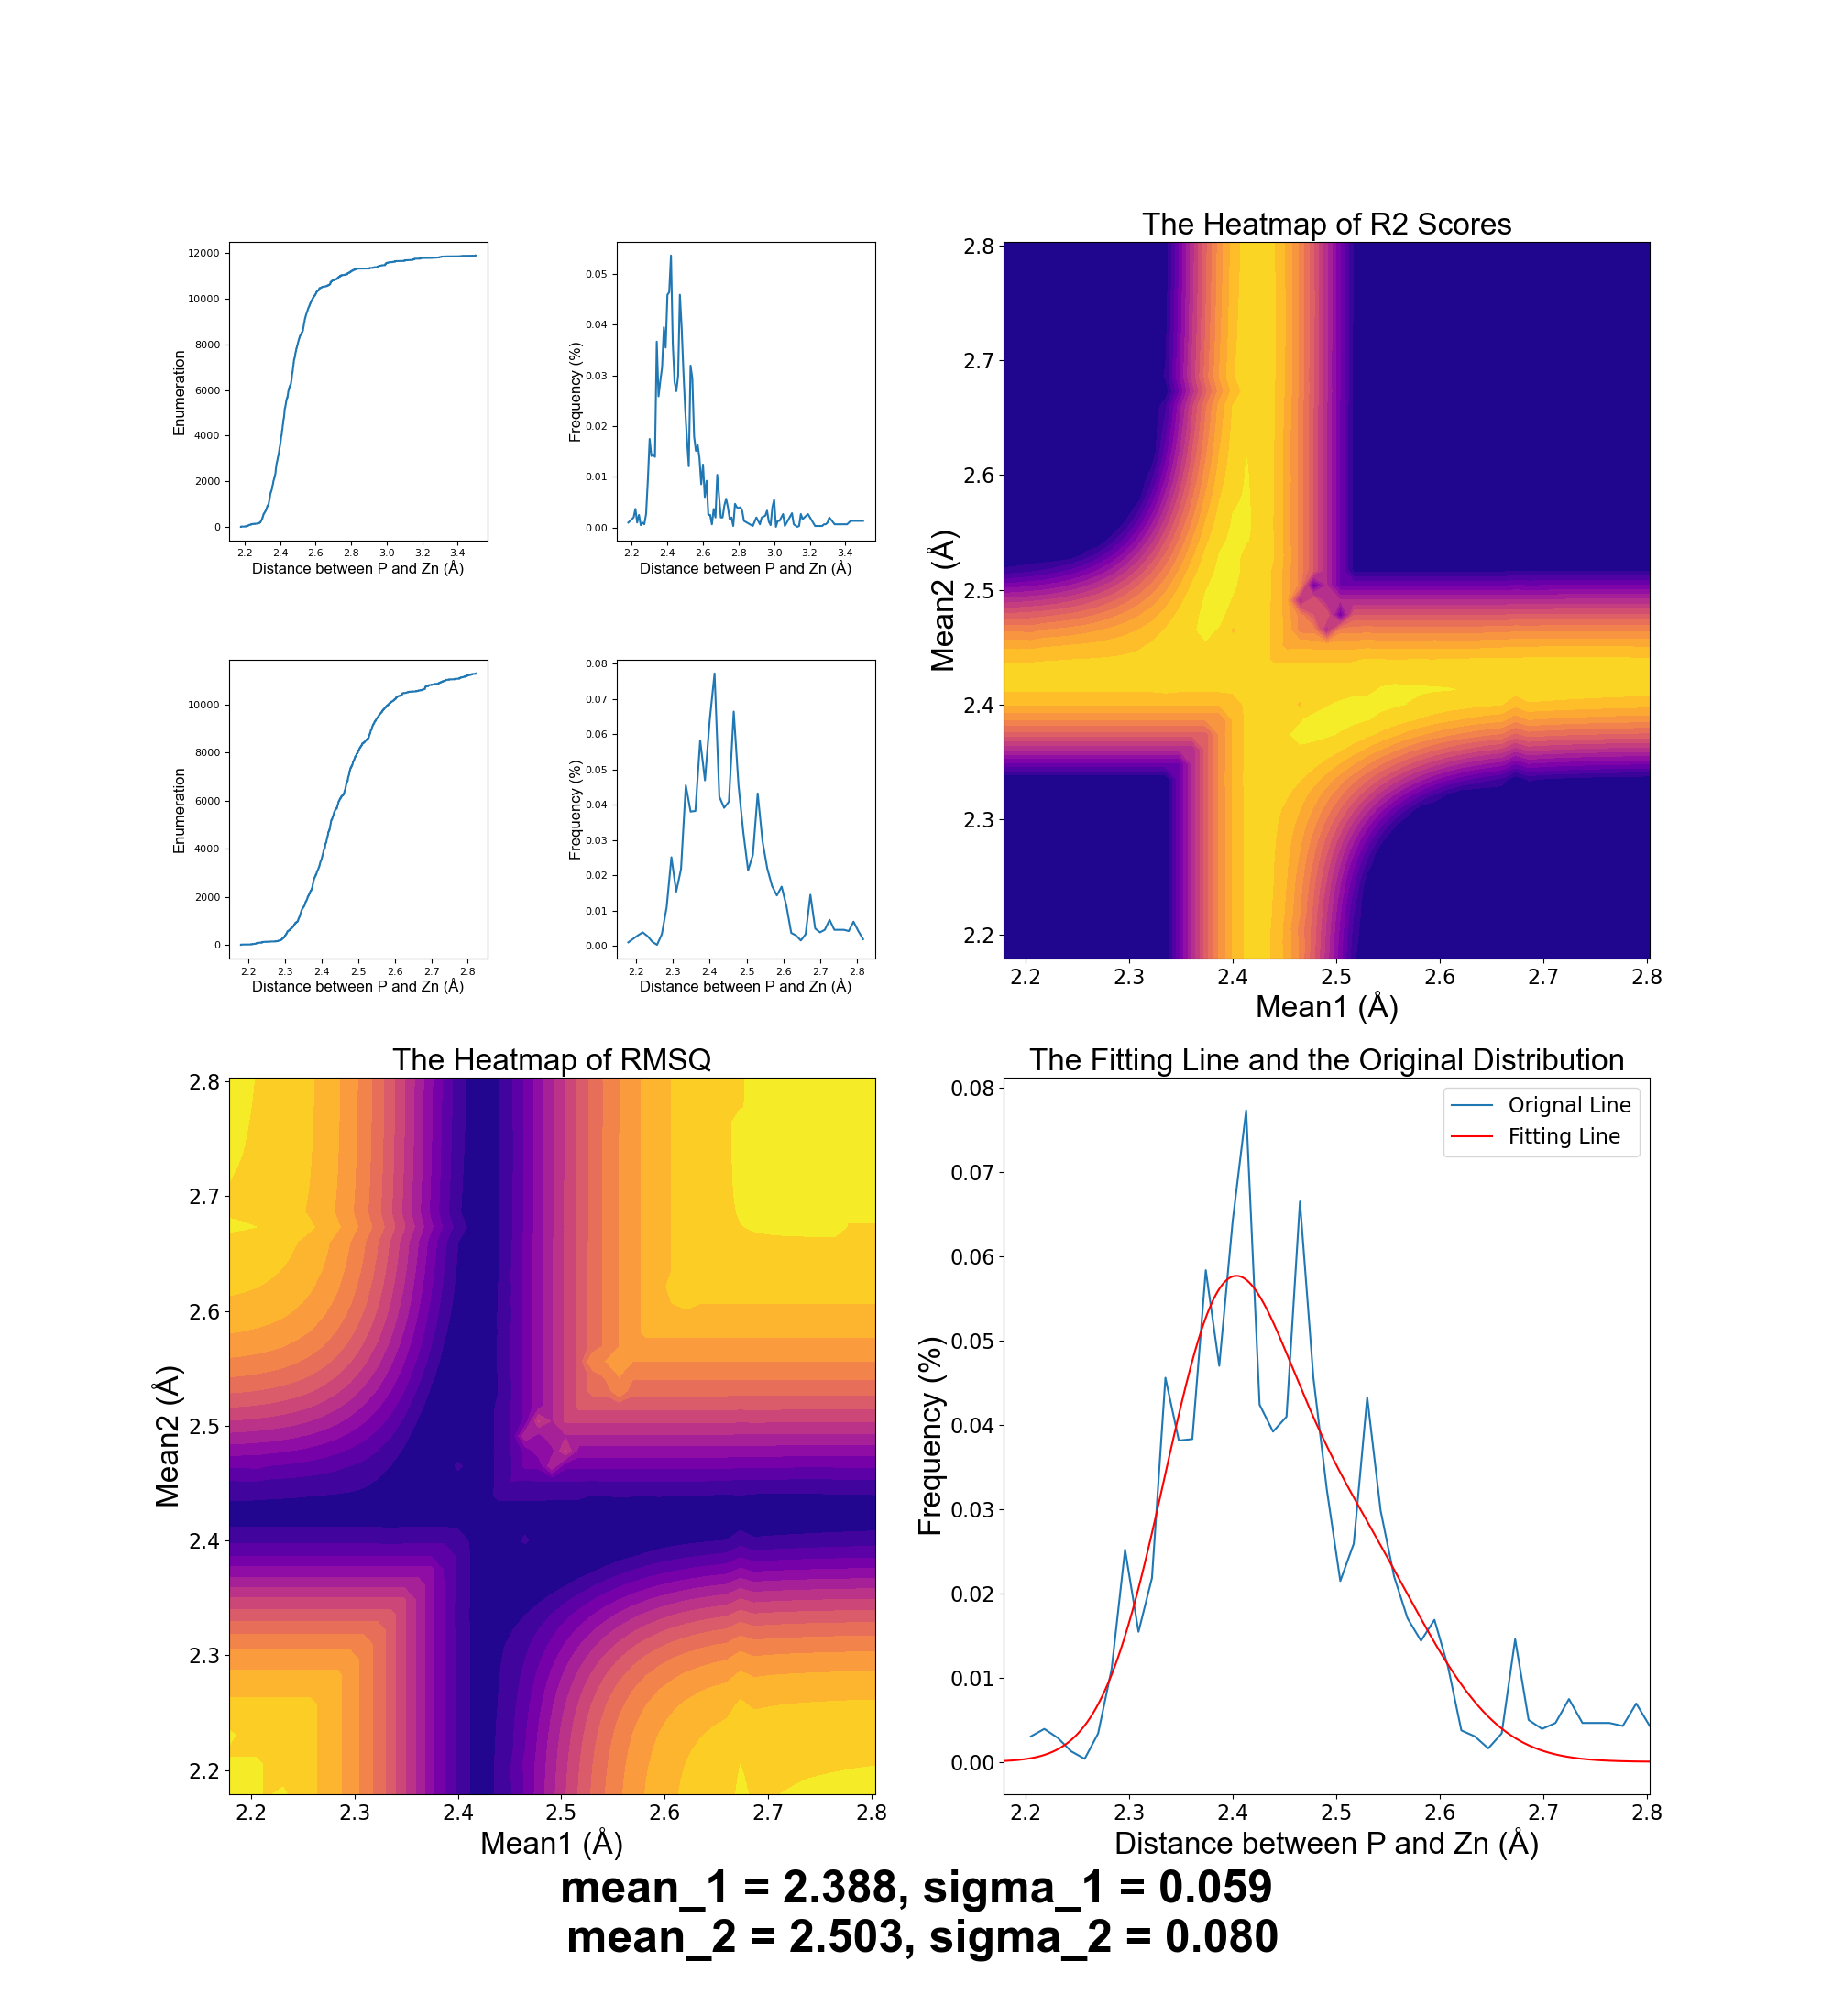 12000
10000
8000
6000
4000
2000
0
Enumeration
2.2 2.4 2.6 2.8 3.0 3.2 3.4
Distance between P and Zn (Å)
0.05
0.04
0.03
0.02
0.01
0.00
Frequency (%)
2.2 2.4 2.6 2.8 3.0 3.2 3.4
Distance between P and Zn (Å)
10000
8000
6000
4000
2000
0
Enumeration
2.2 2.3 2.4 2.5 2.6 2.7 2.8
Distance between P and Zn (Å)
0.08
0.07
0.06
0.05
0.04
0.03
0.02
0.01
0.00
Frequency (%)
2.2 2.3 2.4 2.5 2.6 2.7 2.8
Distance between P and Zn (Å)
The Heatmap of R2 Scores
2.8
2.7
2.6
2.5
2.4
2.3
2.2
Mean2 (Å)
2.2 2.3 2.4 2.5 2.6 2.7 2.8
Mean1 (Å)
The Heatmap of RMSQ
2.8
2.7
2.6
2.5
2.4
2.3
2.2
Mean2 (Å)
2.2 2.3 2.4 2.5 2.6 2.7 2.8
Mean1 (Å)
The Fitting Line and the Original Distribution
Orignal Line
Fitting Line
0.08
0.07
0.06
0.05
0.04
0.03
0.02
0.01
0.00
Frequency (%)
2.2 2.3 2.4 2.5 2.6 2.7 2.8
Distance between P and Zn (Å)
mean_1 = 2.388, sigma_1 = 0.059
mean_2 = 2.503, sigma_2 = 0.080